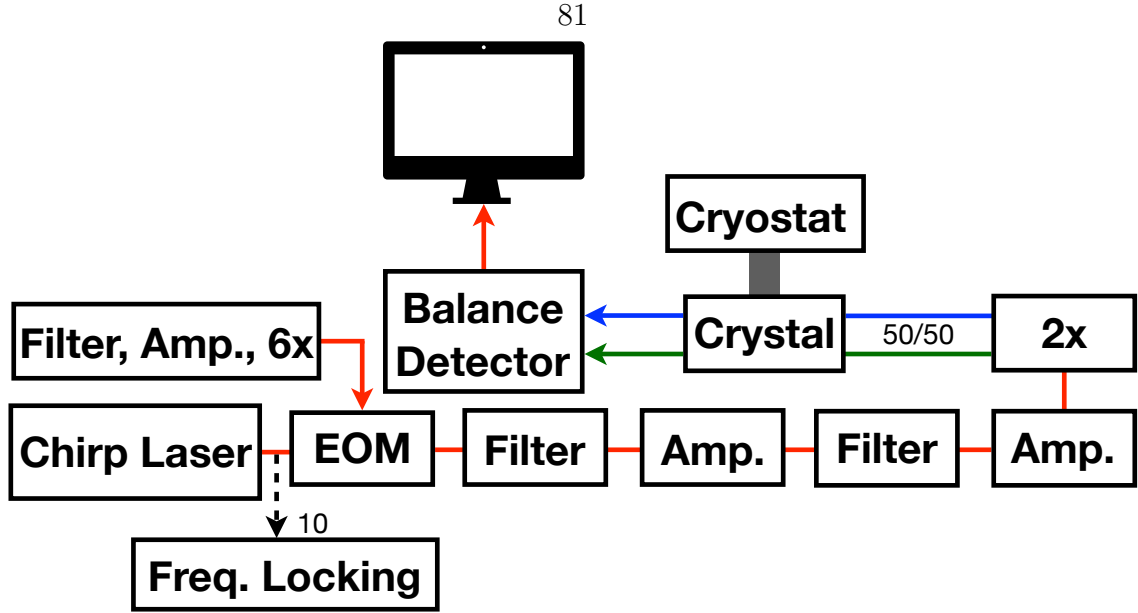 81
Cryostat
Balance
Detector
Crystal
50/50
2x
Filter, Amp., 6x
Chirp Laser
EOM
Filter
Amp.
Filter
Amp.
10
Freq. Locking